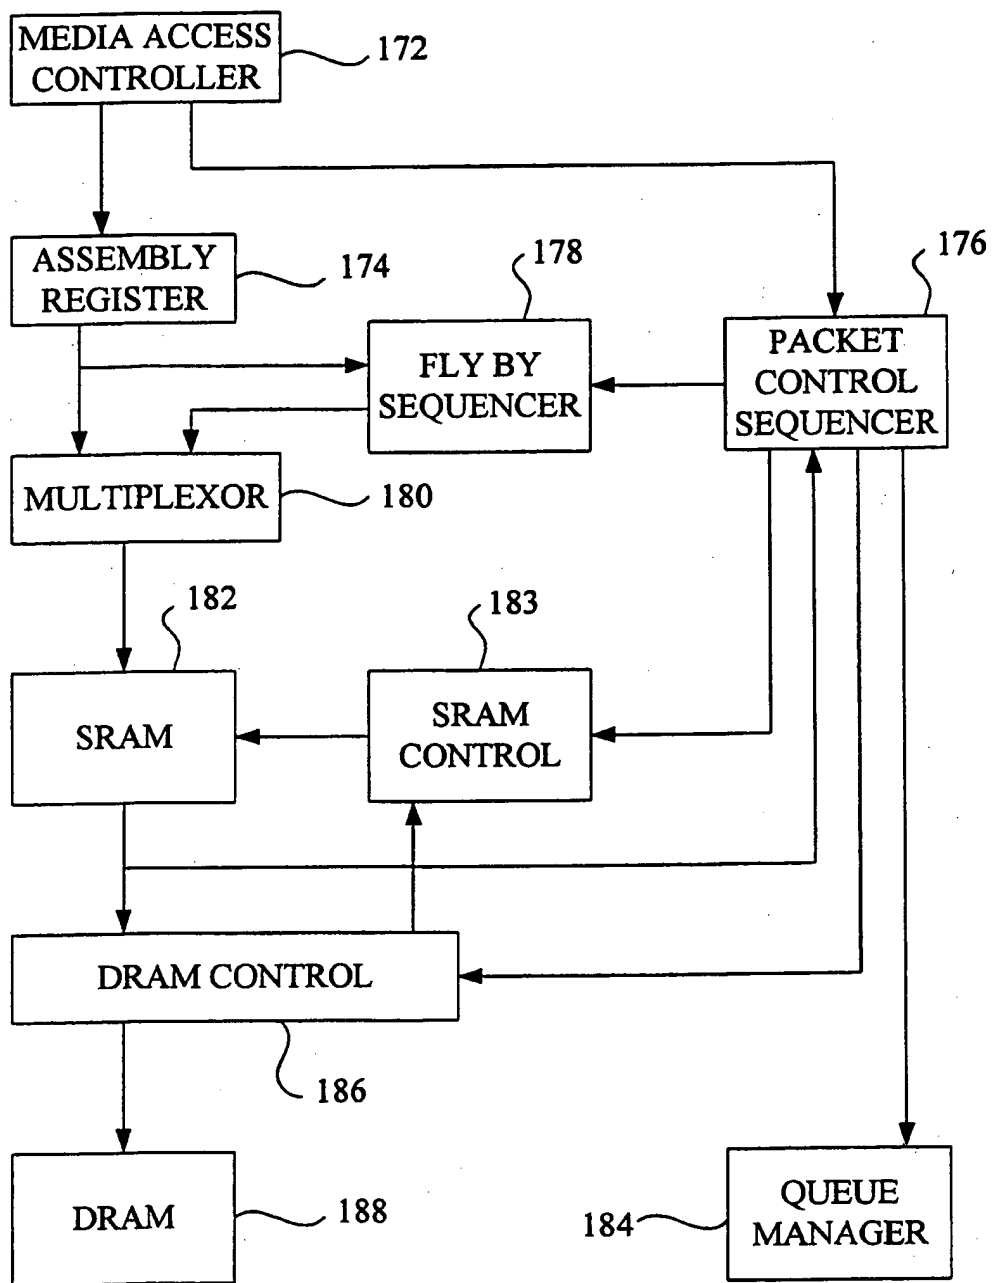 MEDIA ACCESS
CONTROLLER
172
ASSEMBLY
REGISTER
174
178
176
FLY BY
SEQUENCER
PACKET
CONTROL
SEQUENCER
MULTIPLEXOR
180
182
183
SRAM
SRAM
CONTROL
DRAM CONTROL
186
DRAM
188
184
QUEUE
MANAGER